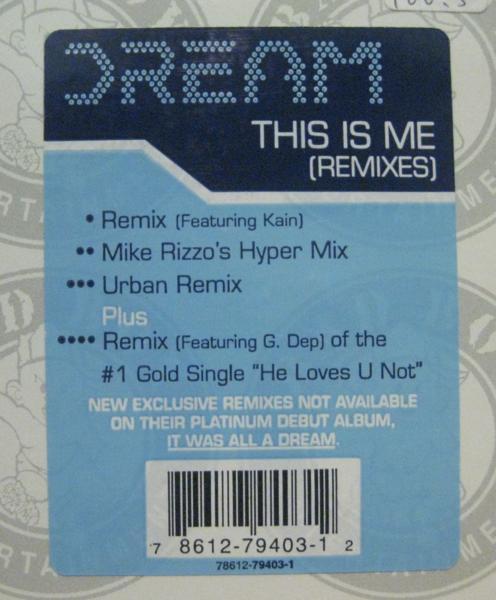 DREAM
THIS IS ME
(REMIXES)
• Remix (Featuring Kain)
•• Mike Rizzo's Hyper Mix
••• Urban Remix
Plus
•••• Remix (Featuring G. Dep) of the
#1 Gold Single "He Loves U Not"
NEW EXCLUSIVE REMIXES NOT AVAILABLE
ON THEIR PLATINUM DEBUT ALBUM,
IT WAS ALL A DREAM.
7 8612-79403-1 2
78612-79403-1